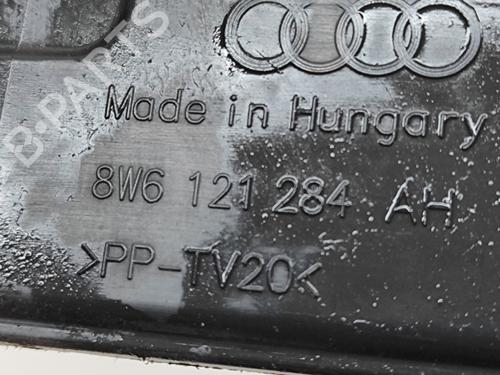 B-PARTS
Made in Hungary
8W6 121 284 AH
>PP-TV20<